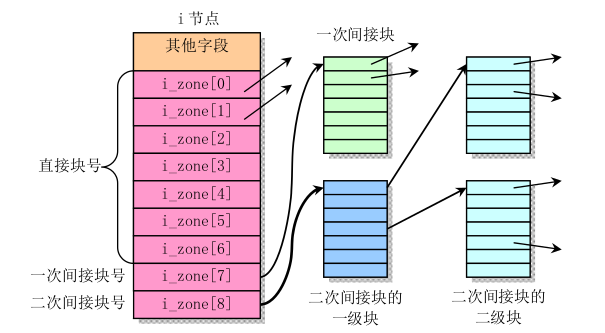 i 节点
其他字段
i_zone[0]
i_zone[1]
i_zone[2]
i_zone[3]
i_zone[4]
i_zone[5]
i_zone[6]
i_zone[7]
i_zone[8]
直接块号
一次间接块号
二次间接块号
一次间接块
二次间接块的
一级块
二次间接块的
二级块